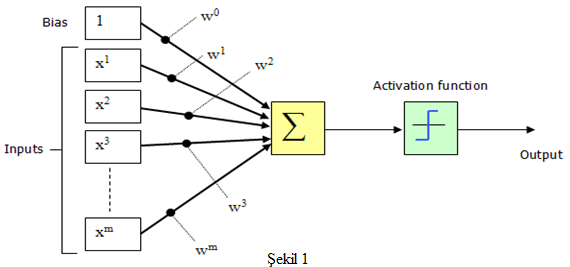 Bias
1
w⁰
x¹
w¹
x²
w²
Activation function
Inputs
x³
Σ
Output
w³
xᵐ
wᵐ
Şekil 1